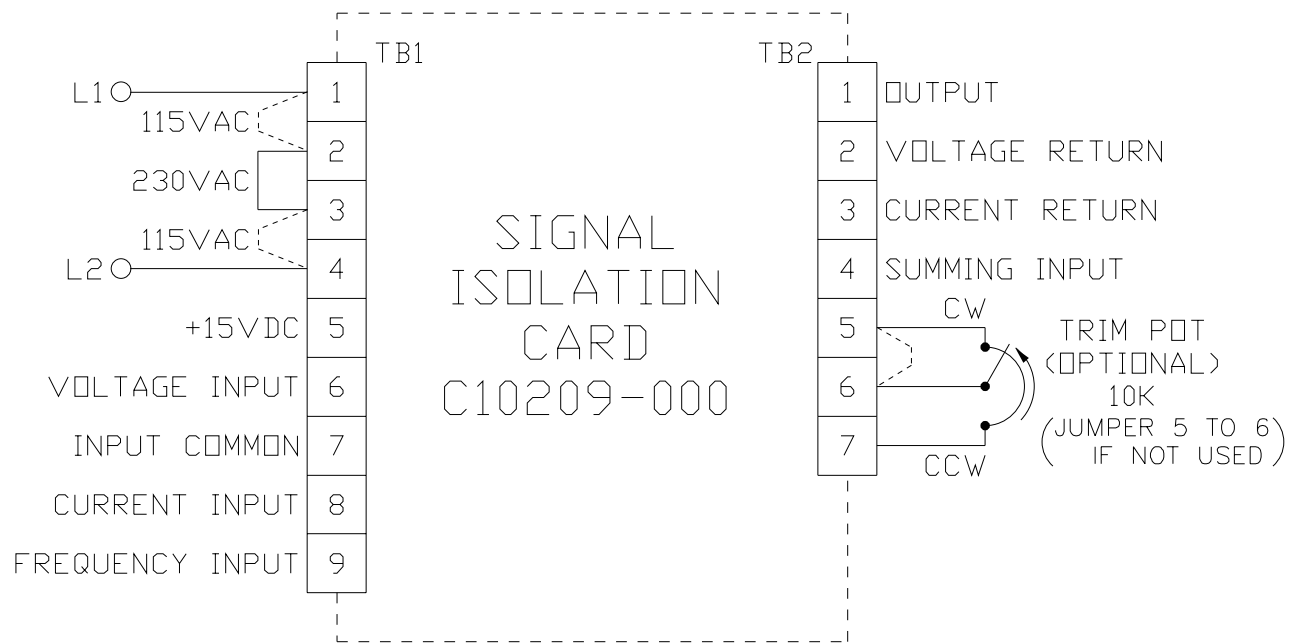 TB1
TB2
L1
1
115VAC
2
230VAC
3
115VAC
L2
4
+15VDC
5
VOLTAGE INPUT
6
INPUT COMMON
7
CURRENT INPUT
8
FREQUENCY INPUT
9
SIGNAL
ISOLATION
CARD
C10209-000
1
OUTPUT
2
VOLTAGE RETURN
3
CURRENT RETURN
4
SUMMING INPUT
5
CW
6
7
CCW
TRIM POT
(OPTIONAL)
10K
(JUMPER 5 TO 6
IF NOT USED)